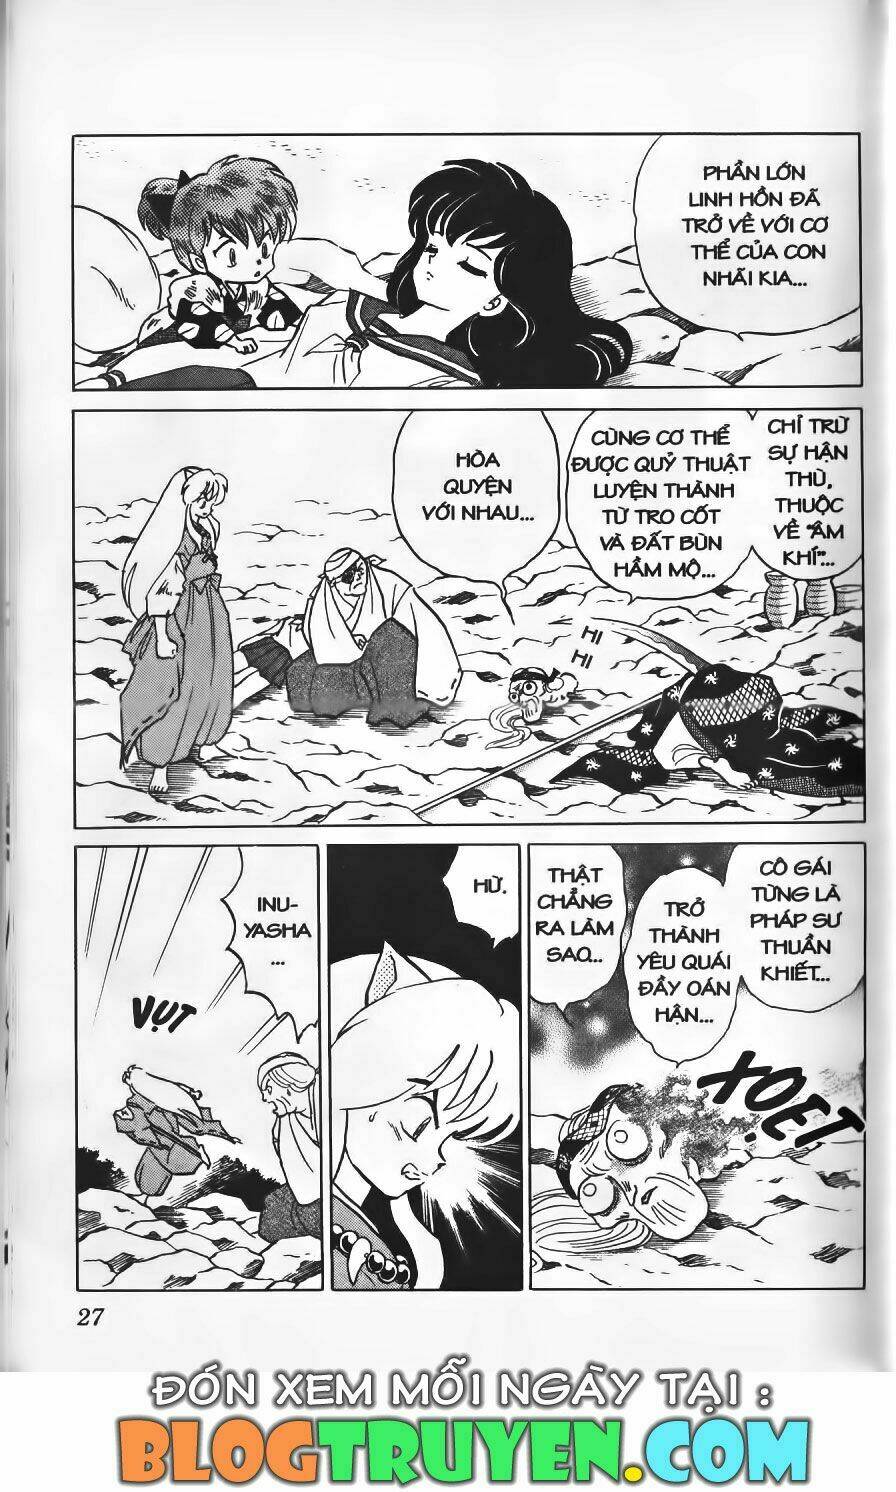 PHẦN LỚN
LINH HỒN ĐÃ
TRỞ VỀ VỚI CƠ
THỂ CỦA CON
NHÃI KIA...
CHỈ TRỪ
SỰ HẬN
THÙ,
THUỘC
VỀ "ÂM
KHÍ"...
CÙNG CƠ THỂ
ĐƯỢC QUỶ THUẬT
LUYỆN THÀNH
TỪ TRO CỐT
VÀ ĐẤT BÙN
HẦM MỘ...
HÒA
QUYỆN
VỚI NHAU...
HI
HI
CÔ GÁI
TỪNG LÀ
PHÁP SƯ
THUẦN
KHIẾT...
TRỞ
THÀNH
YÊU QUÁI
ĐẦY OÁN
HẬN...
THẬT
CHẲNG
RA LÀM
SAO...
XOẸT
HỪ.
INU-
YASHA
...
VỤT
27
ĐÓN XEM MỖI NGÀY TẠI :
BLOGTRUYEN.COM